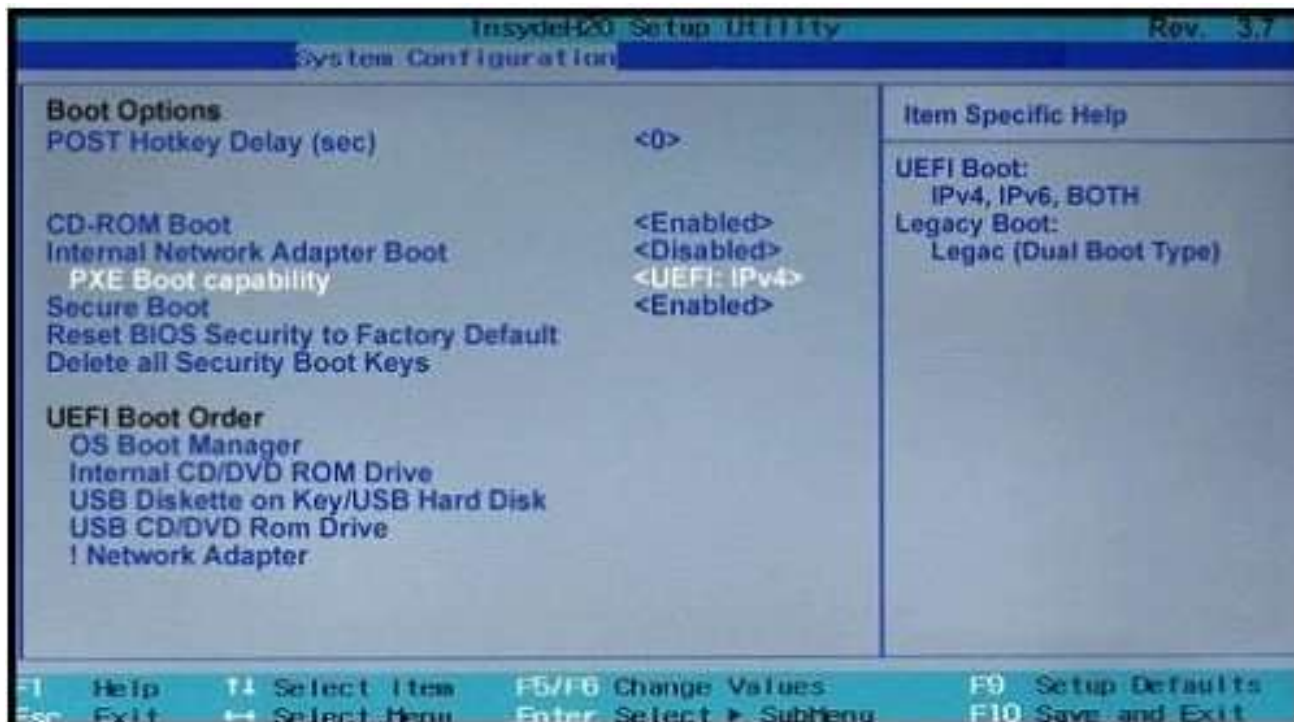 InsydeH20 Setup Utility Rev. 3.7
System Configuration
Boot Options
POST Hotkey Delay (sec) <0>
CD-ROM Boot <Enabled>
Internal Network Adapter Boot <Disabled>
PXE Boot capability <UEFI: IPv4>
Secure Boot <Enabled>
Reset BIOS Security to Factory Default
Delete all Security Boot Keys
UEFI Boot Order
OS Boot Manager
Internal CD/DVD ROM Drive
USB Diskette on Key/USB Hard Disk
USB CD/DVD Rom Drive
! Network Adapter
Item Specific Help
UEFI Boot:
IPv4, IPv6, BOTH
Legacy Boot:
Legac (Dual Boot Type)
F1 Help ↑↓ Select Item F5/F6 Change Values F9 Setup Defaults
Esc Exit ↔ Select Menu Enter Select ► SubMenu F10 Save and Exit